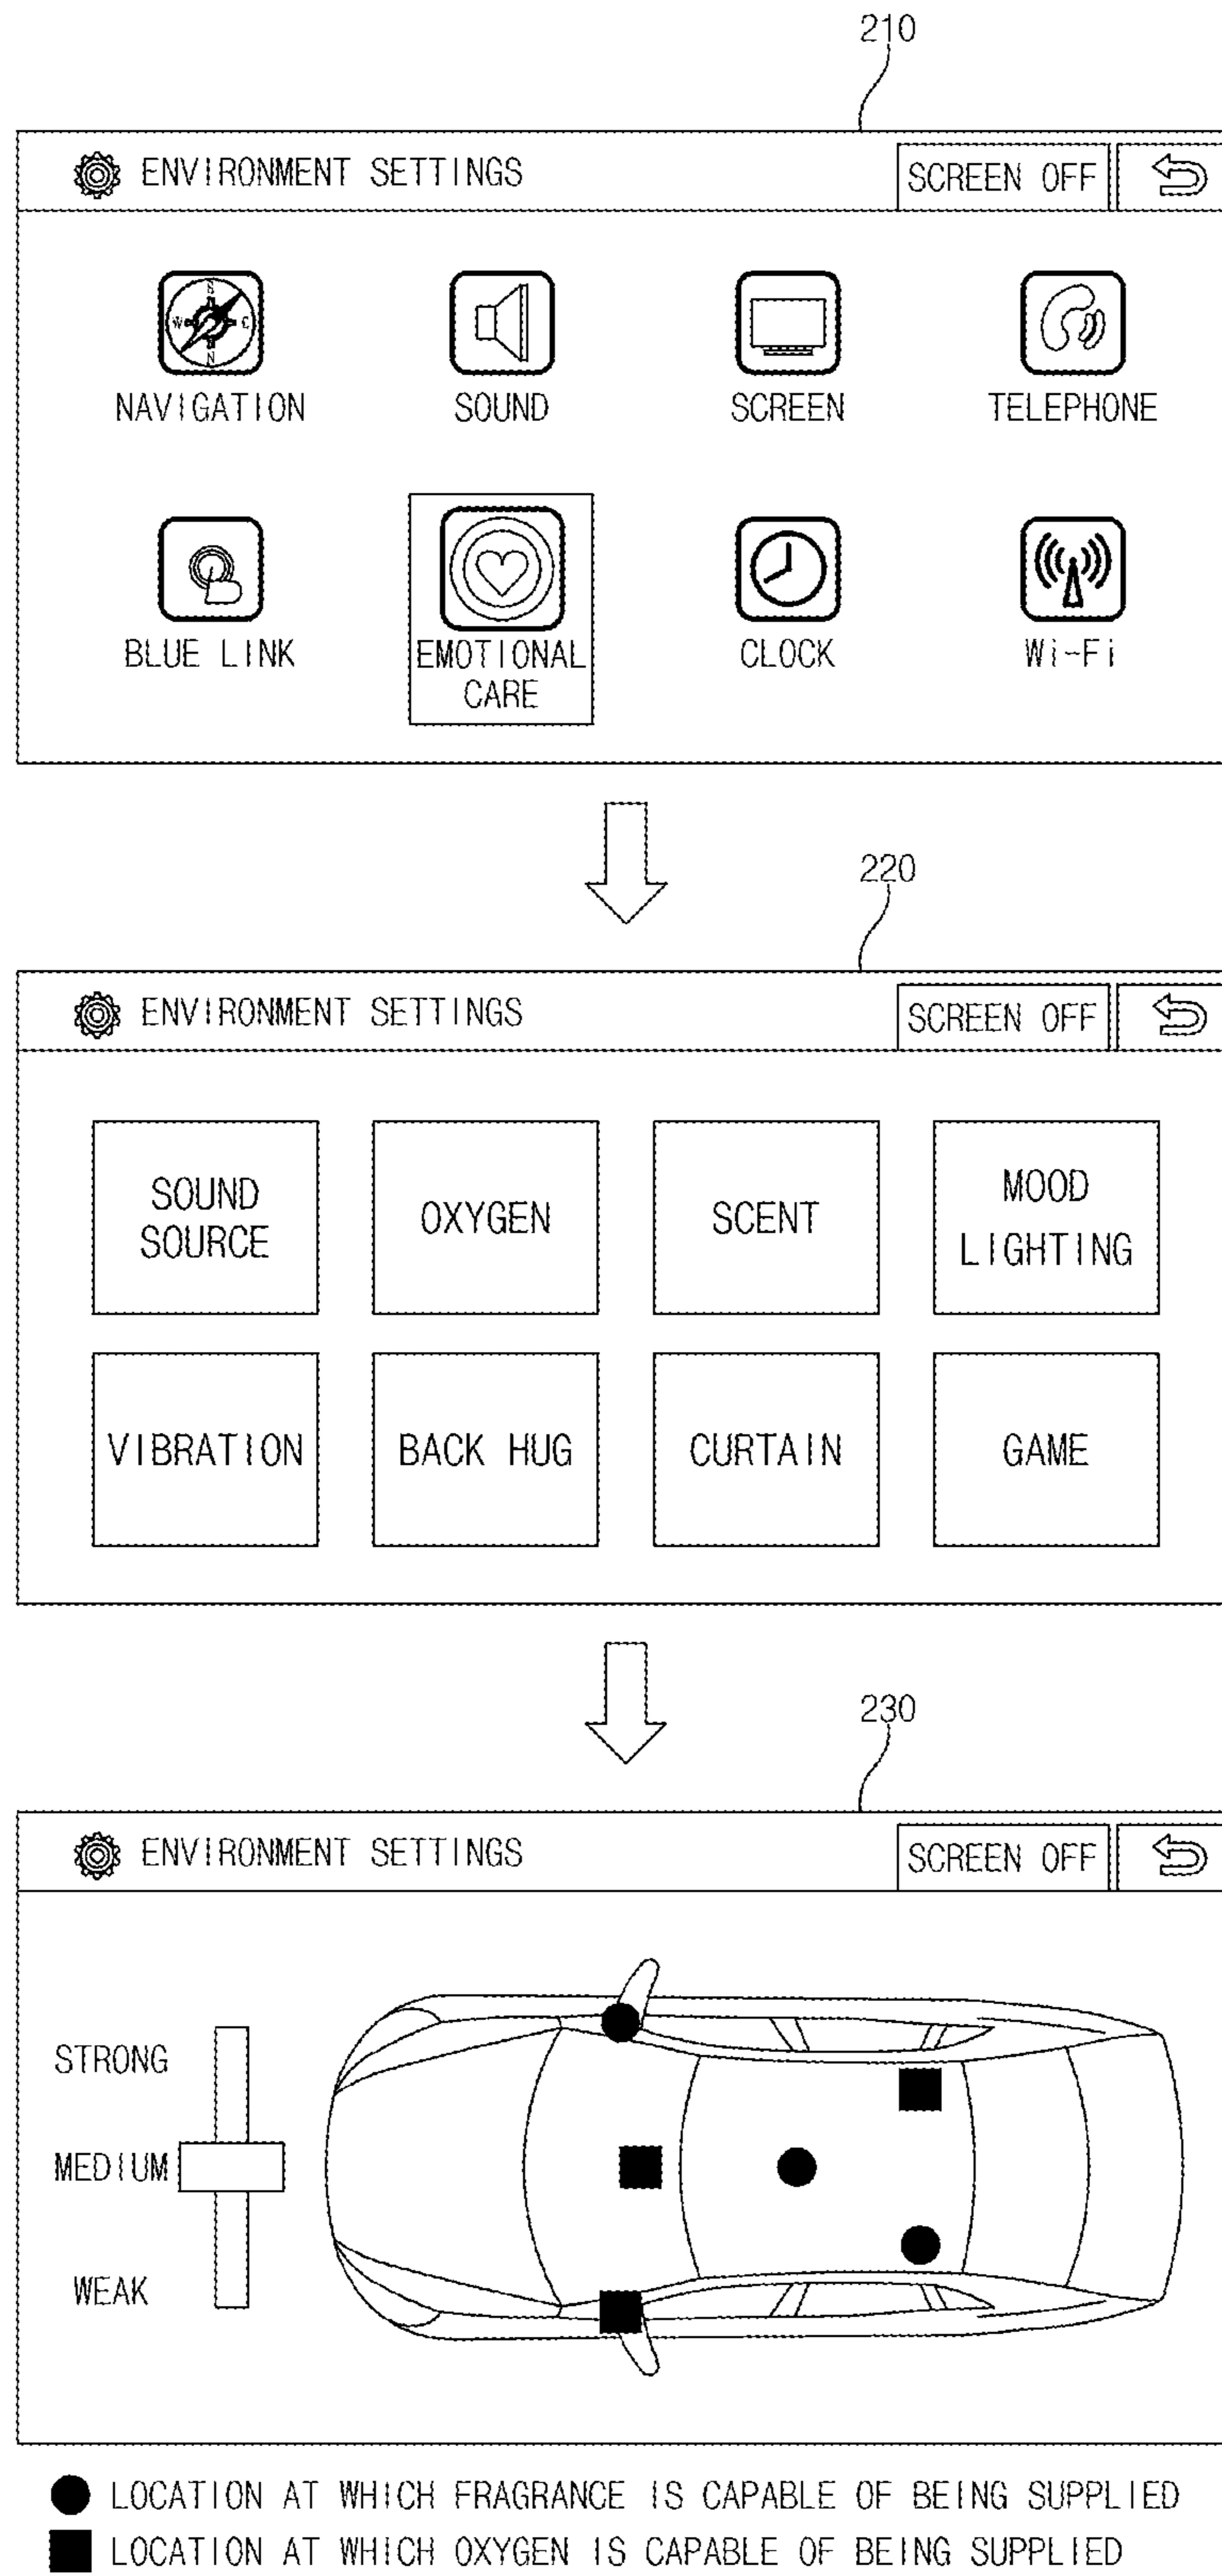 210
ENVIRONMENT SETTINGS SCREEN OFF
NAVIGATION SOUND SCREEN TELEPHONE
BLUE LINK EMOTIONAL CARE CLOCK Wi-Fi
220
ENVIRONMENT SETTINGS SCREEN OFF
SOUND SOURCE OXYGEN SCENT MOOD LIGHTING
VIBRATION BACK HUG CURTAIN GAME
230
ENVIRONMENT SETTINGS SCREEN OFF
STRONG
MEDIUM
WEAK
LOCATION AT WHICH FRAGRANCE IS CAPABLE OF BEING SUPPLIED
LOCATION AT WHICH OXYGEN IS CAPABLE OF BEING SUPPLIED